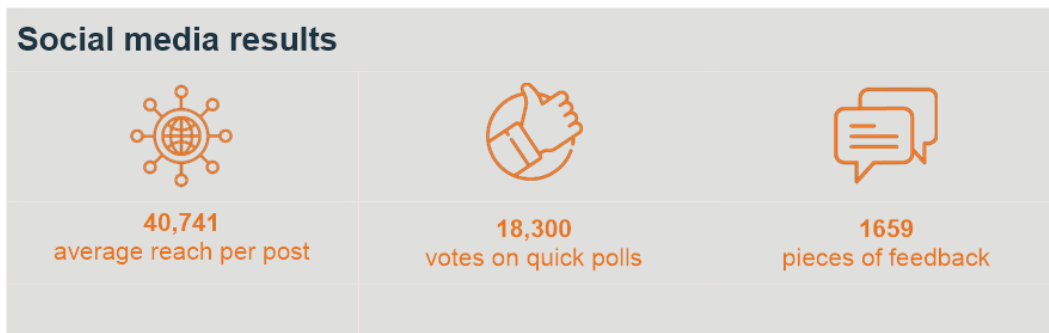 Social media results
40,741
average reach per post
18,300
votes on quick polls
1659
pieces of feedback